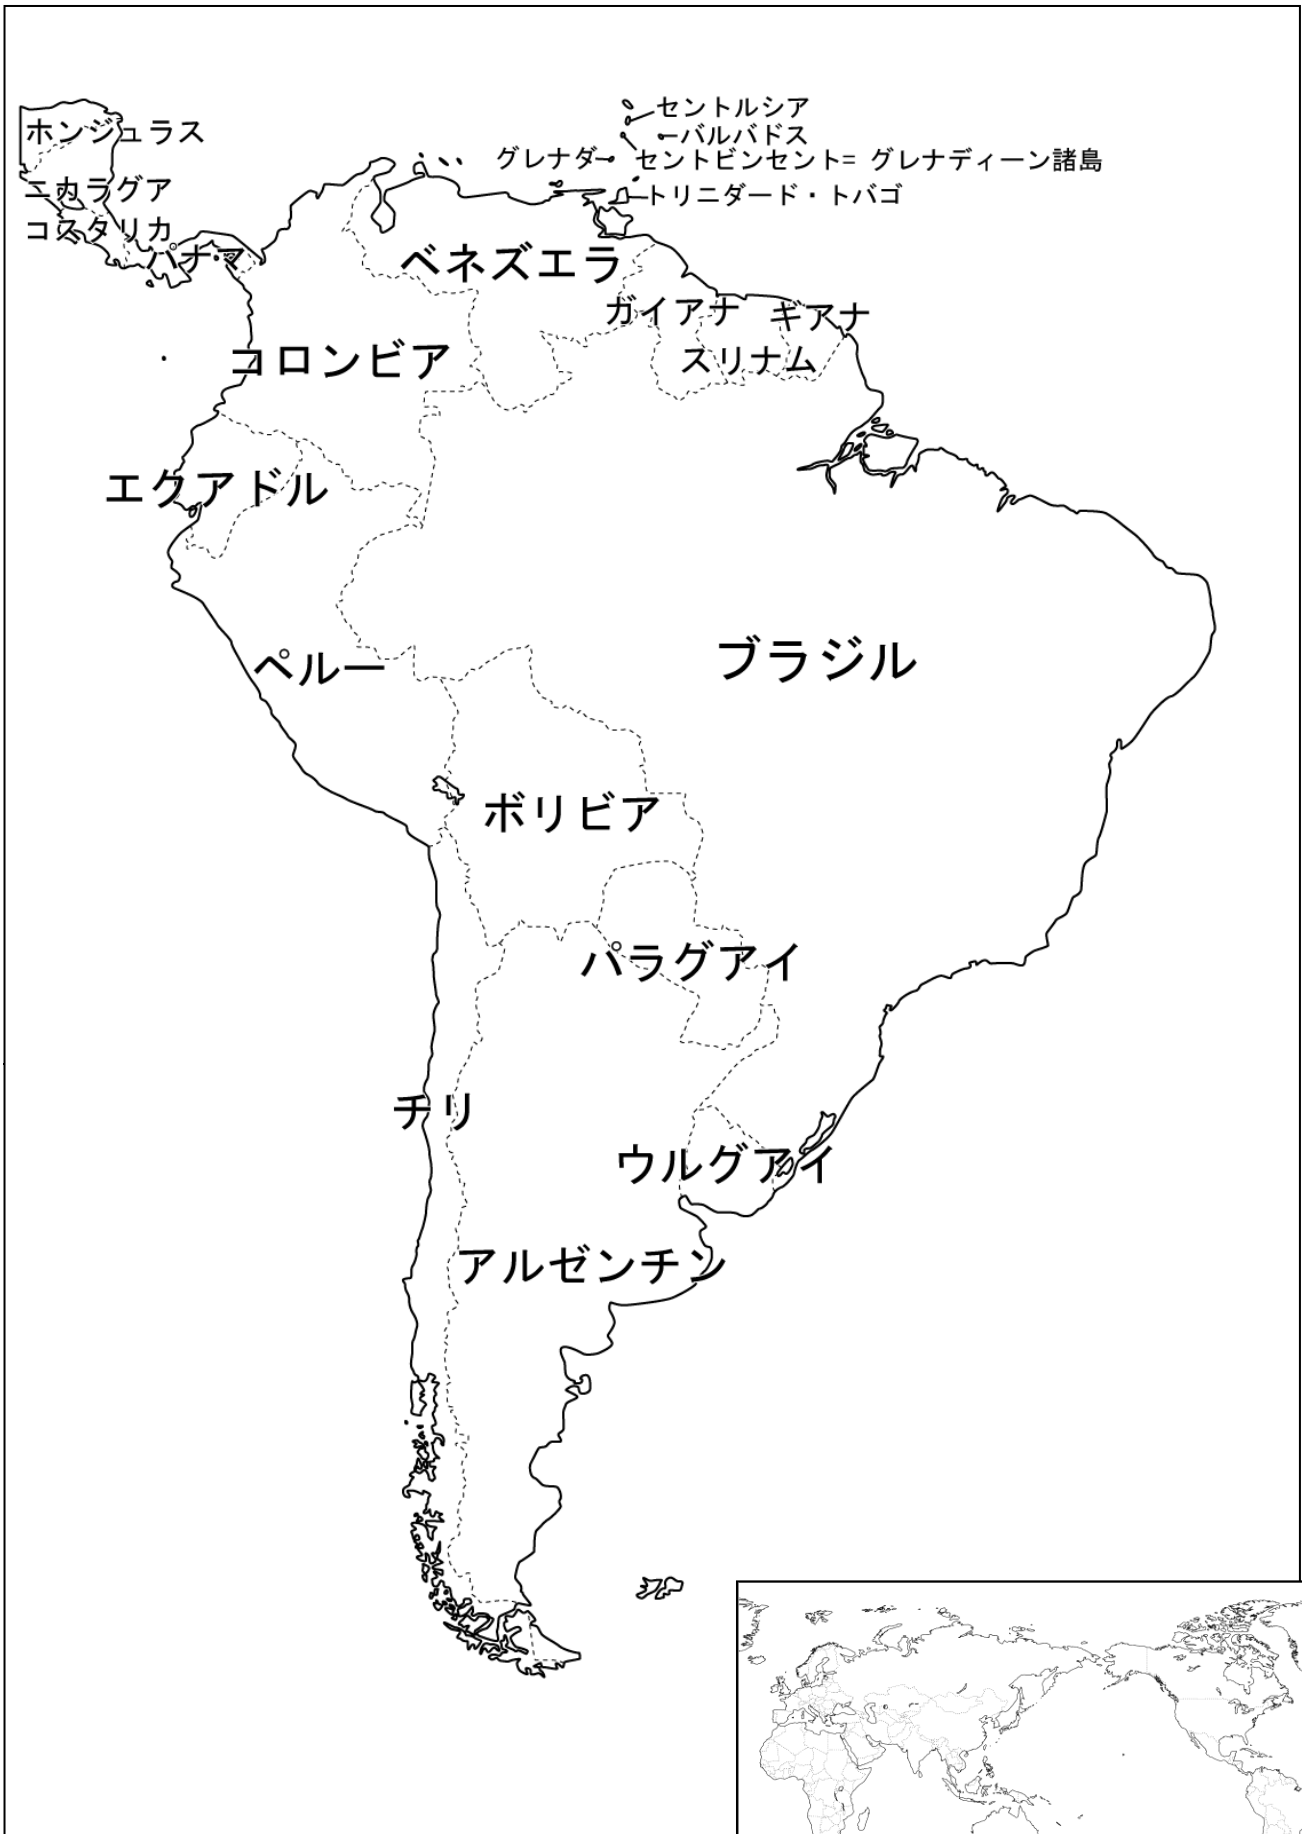 セントルシア
ホンジュラス
バルバドス
グレナダ
セントビンセント= グレナディーン諸島
ニカラグア
トリニダード・トバゴ
コスタリカ
パナマ
ベネズエラ
ガイアナ
ギアナ
コロンビア
スリナム
エクアドル
ブラジル
ペルー
ボリビア
パラグアイ
チリ
ウルグアイ
アルゼンチン